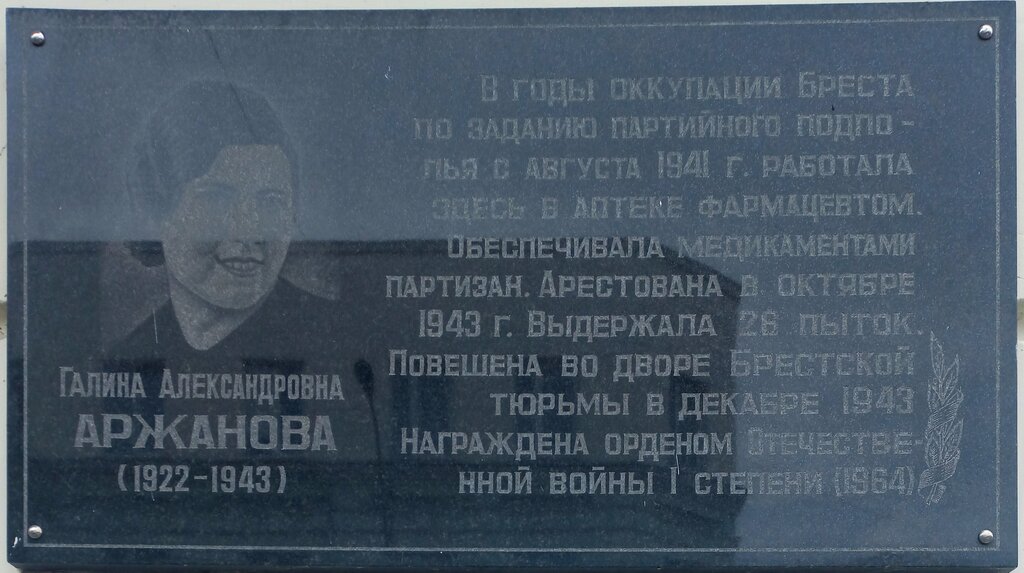 Галина Александровна
АРЖАНОВА
(1922-1943)
В годы оккупации Бреста
по заданию партийного подпо-
лья с августа 1941 г. работала
здесь в аптеке фармацевтом.
Обеспечивала медикаментами
партизан. Арестована в октябре
1943 г. Выдержала 26 пыток.
Повешена во дворе Брестской
тюрьмы в декабре 1943
Награждена орденом Отечестве-
нной войны I степени (1964)